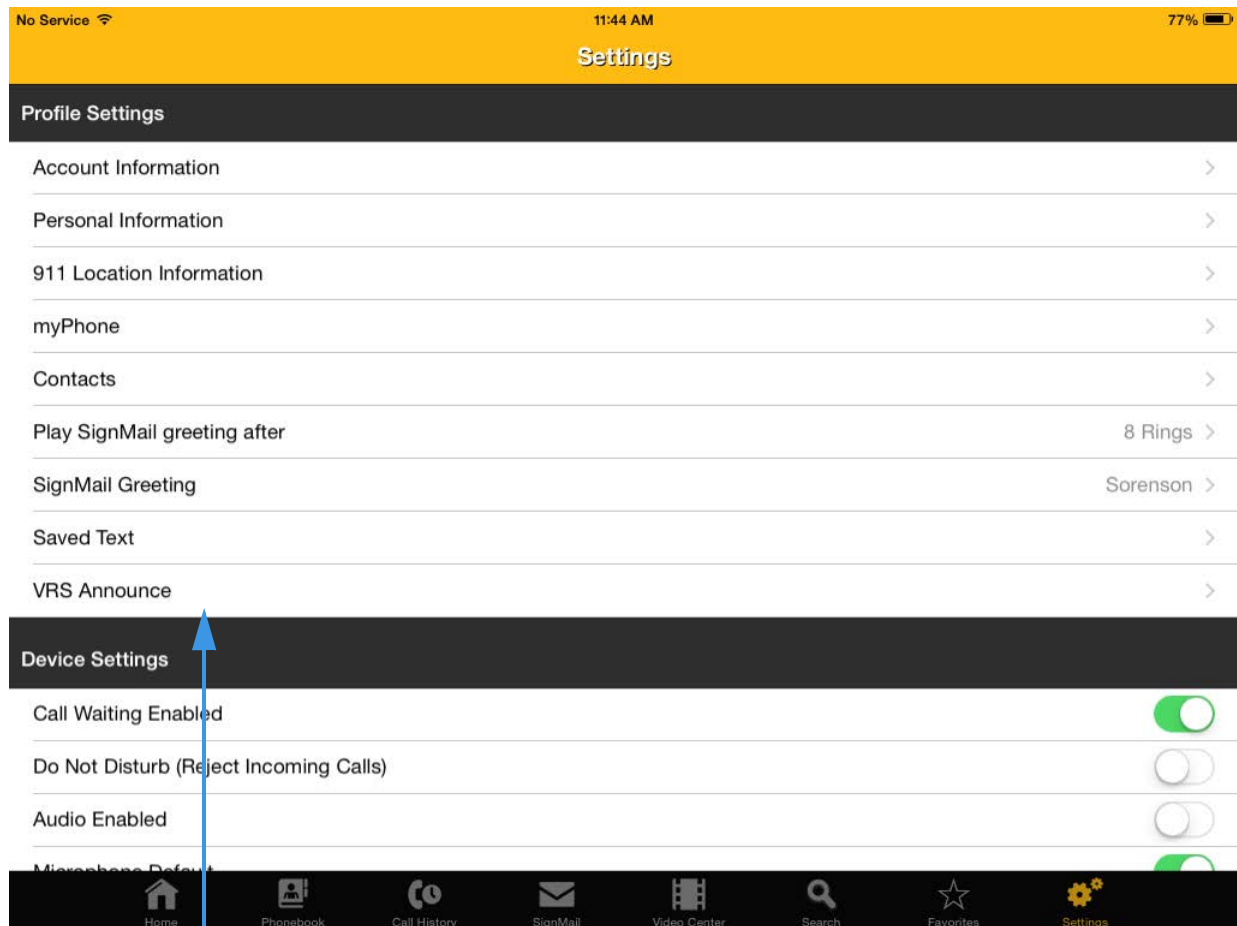 No Service 11:44 AM 77%
Settings
Profile Settings
Account Information
Personal Information
911 Location Information
myPhone
Contacts
Play SignMail greeting after 8 Rings
SignMail Greeting Sorenson
Saved Text
VRS Announce
Device Settings
Call Waiting Enabled
Do Not Disturb (Reject Incoming Calls)
Audio Enabled
Microphone Default
Home Phonebook Call History SignMail Video Center Search Favorites Settings